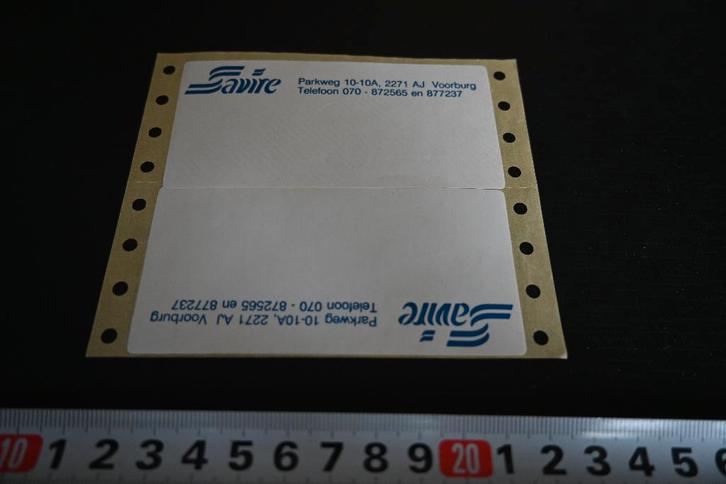 Savire
Parkweg 10-10A, 2271 AJ Voorburg
Telefoon 070 - 872565 en 877237
Savire
Parkweg 10-10A, 2271 AJ Voorburg
Telefoon 070 - 872565 en 877237
10 1 2 3 4 5 6 7 8 9 20 1 2 3 4 5 6